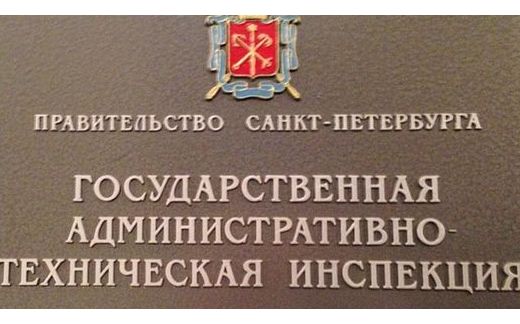 ПРАВИТЕЛЬСТВО САНКТ-ПЕТЕРБУРГА
ГОСУДАРСТВЕННАЯ
АДМИНИСТРАТИВНО-
ТЕХНИЧЕСКАЯ ИНСПЕКЦИЯ